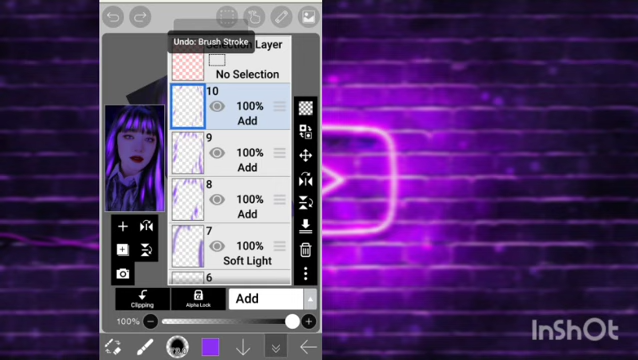 Selection Layer
Undo: Brush Stroke
No Selection
10
100%
Add
9
100%
Add
8
100%
Add
7
100%
Soft Light
6
Clipping
Alpha Lock
Add
100%
InShOt